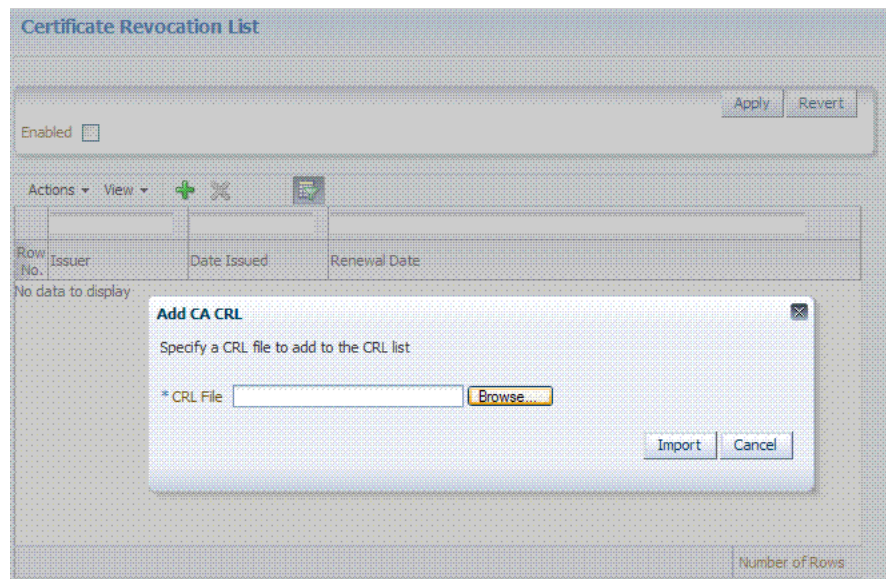 Certificate Revocation List
Apply Revert
Enabled
Actions View
Row No. Issuer Date Issued Renewal Date
No data to display
Add CA CRL
Specify a CRL file to add to the CRL list
* CRL File Browse...
Import Cancel
Number of Rows